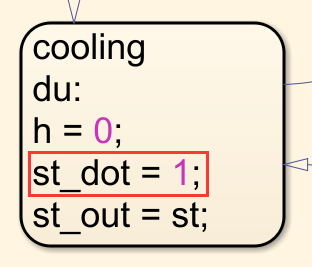 cooling
du:
h = 0;
st_dot = 1;
st_out = st;